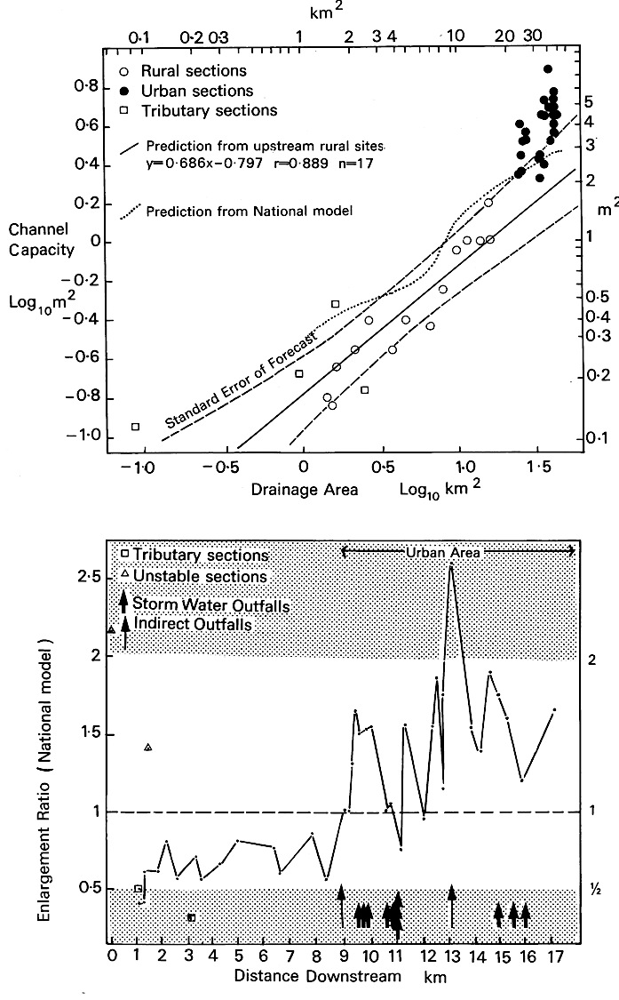 km²
0·1 0·2 0·3 1 2 3 4 10 20 30
○ Rural sections
● Urban sections
□ Tributary sections
Prediction from upstream rural sites
y=0·686x−0·797 r=0·889 n=17
Prediction from National model
Standard Error of Forecast
Channel
Capacity
Log₁₀m²
0·8
0·6
0·4
0·2
0
−0·2
−0·4
−0·6
−0·8
−1·0
5
4
3
2
m²
1
0·5
0·4
0·3
0·2
0·1
−1·0 −0·5 0 0·5 1·0 1·5
Drainage Area Log₁₀ km²
□ Tributary sections
△ Unstable sections
Storm Water Outfalls
Indirect Outfalls
Urban Area
Enlargement Ratio (National model)
2·5
2
1·5
1
0·5
2
1
½
0 1 2 3 4 5 6 7 8 9 10 11 12 13 14 15 16 17
Distance Downstream km